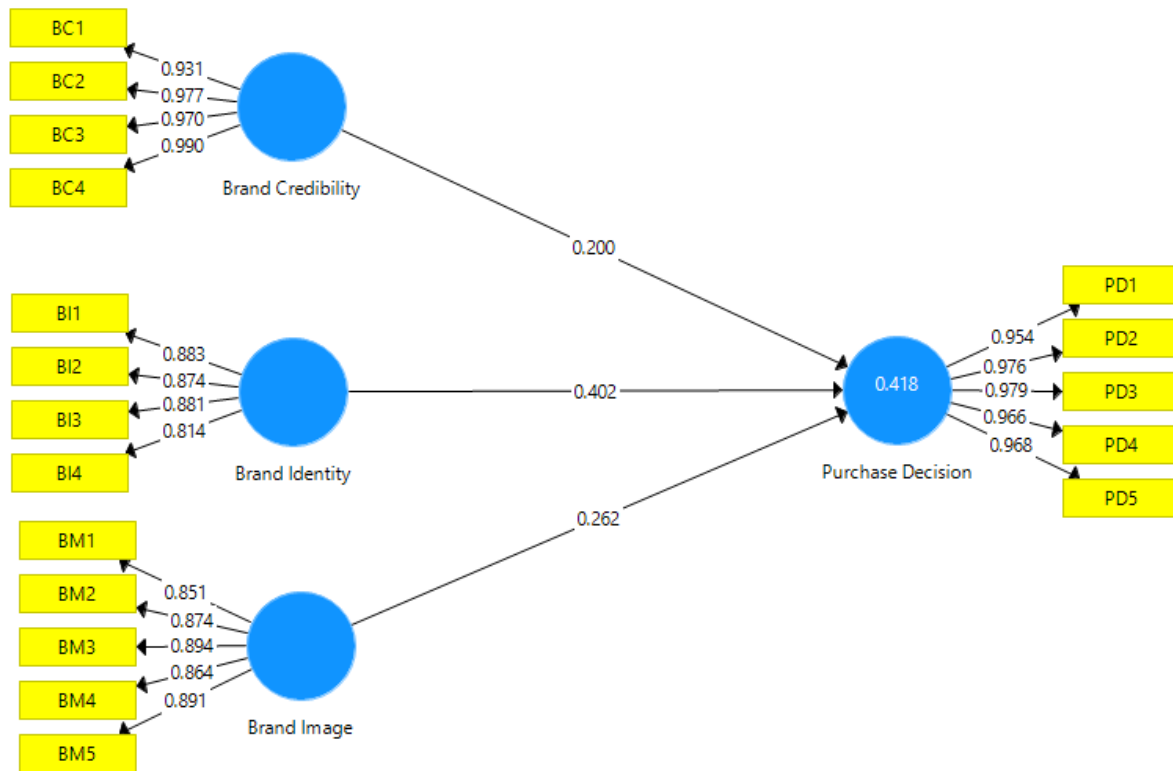 BC1
0.931
BC2
0.977
BC3
0.970
BC4
0.990
Brand Credibility
0.200
BI1
0.883
BI2
0.874
BI3
0.881
BI4
0.814
Brand Identity
0.402
BM1
0.851
BM2
0.874
BM3
0.894
BM4
0.864
BM5
0.891
Brand Image
0.262
0.418
Purchase Decision
PD1
0.954
PD2
0.976
PD3
0.979
PD4
0.966
PD5
0.968